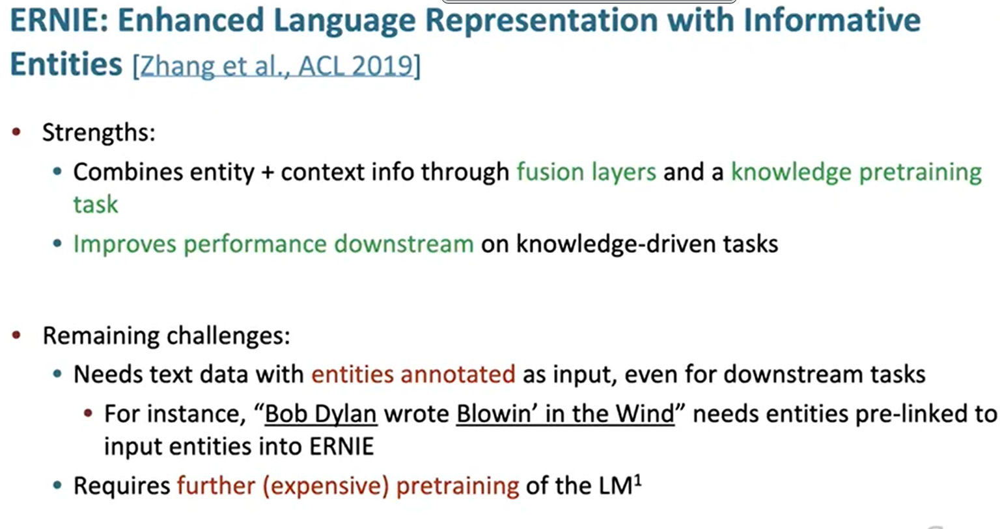 ERNIE: Enhanced Language Representation with Informative
Entities [Zhang et al., ACL 2019]
• Strengths:
• Combines entity + context info through fusion layers and a knowledge pretraining
task
• Improves performance downstream on knowledge-driven tasks
• Remaining challenges:
• Needs text data with entities annotated as input, even for downstream tasks
• For instance, “Bob Dylan wrote Blowin’ in the Wind” needs entities pre-linked to
input entities into ERNIE
• Requires further (expensive) pretraining of the LM¹